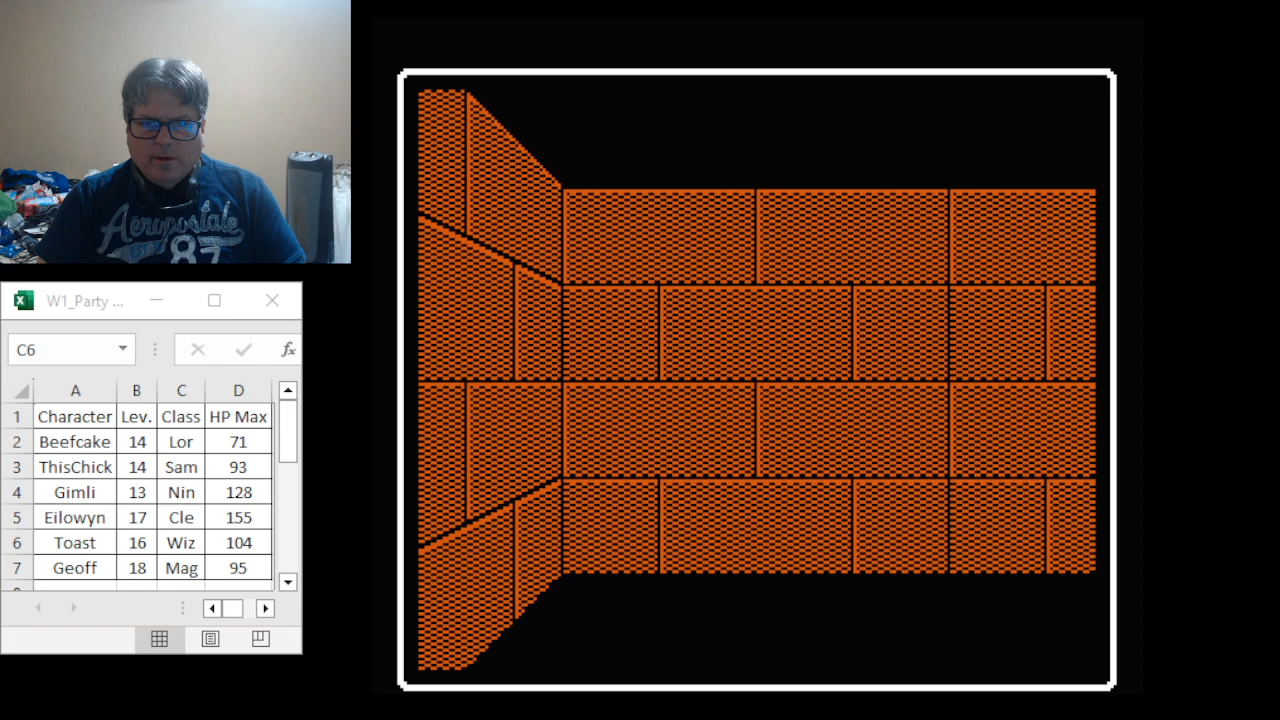 Aéropostale
87
W1_Party ...
C6
fx
A B C D
1 Character Lev. Class HP Max
2 Beefcake 14 Lor 71
3 ThisChick 14 Sam 93
4 Gimli 13 Nin 128
5 Eilowyn 17 Cle 155
6 Toast 16 Wiz 104
7 Geoff 18 Mag 95